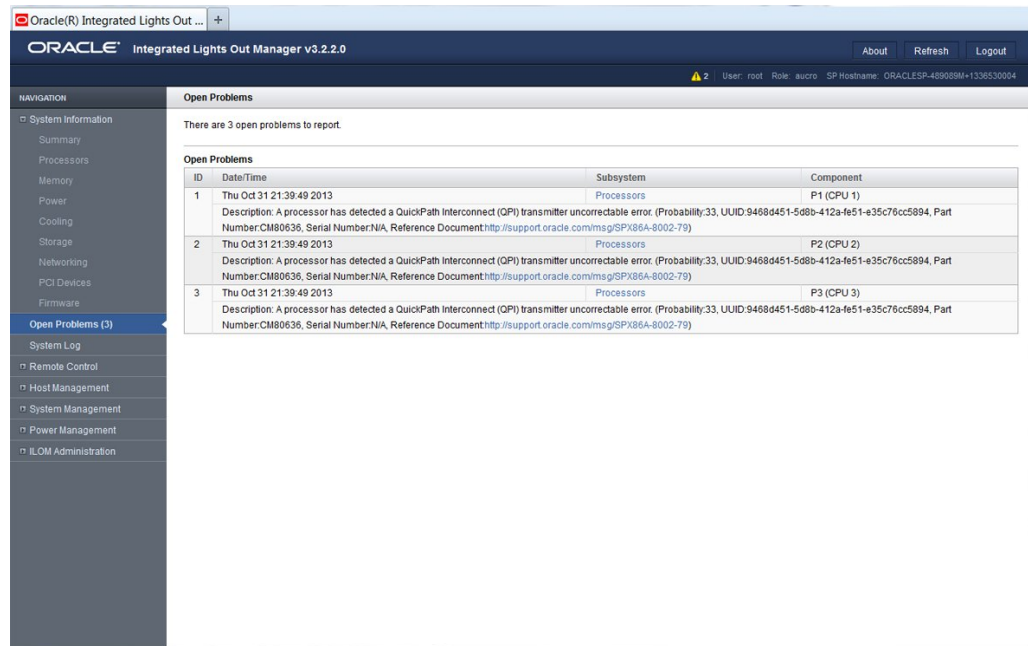 Oracle(R) Integrated Lights Out ...
+
ORACLE® Integrated Lights Out Manager v3.2.2.0
About Refresh Logout
2 User: root Role: aucro SP Hostname: ORACLESP-489089M+1336530004
NAVIGATION
System Information
Summary
Processors
Memory
Power
Cooling
Storage
Networking
PCI Devices
Firmware
Open Problems (3)
System Log
Remote Control
Host Management
System Management
Power Management
ILOM Administration
Open Problems
There are 3 open problems to report.
Open Problems
ID Date/Time Subsystem Component
1 Thu Oct 31 21:39:49 2013 Processors P1 (CPU 1)
Description: A processor has detected a QuickPath Interconnect (QPI) transmitter uncorrectable error. (Probability:33, UUID:9468d451-5d8b-412a-fe51-e35c76cc5894, Part
Number:CM80636, Serial Number:N/A, Reference Document:http://support.oracle.com/msg/SPX86A-8002-79)
2 Thu Oct 31 21:39:49 2013 Processors P2 (CPU 2)
Description: A processor has detected a QuickPath Interconnect (QPI) transmitter uncorrectable error. (Probability:33, UUID:9468d451-5d8b-412a-fe51-e35c76cc5894, Part
Number:CM80636, Serial Number:N/A, Reference Document:http://support.oracle.com/msg/SPX86A-8002-79)
3 Thu Oct 31 21:39:49 2013 Processors P3 (CPU 3)
Description: A processor has detected a QuickPath Interconnect (QPI) transmitter uncorrectable error. (Probability:33, UUID:9468d451-5d8b-412a-fe51-e35c76cc5894, Part
Number:CM80636, Serial Number:N/A, Reference Document:http://support.oracle.com/msg/SPX86A-8002-79)